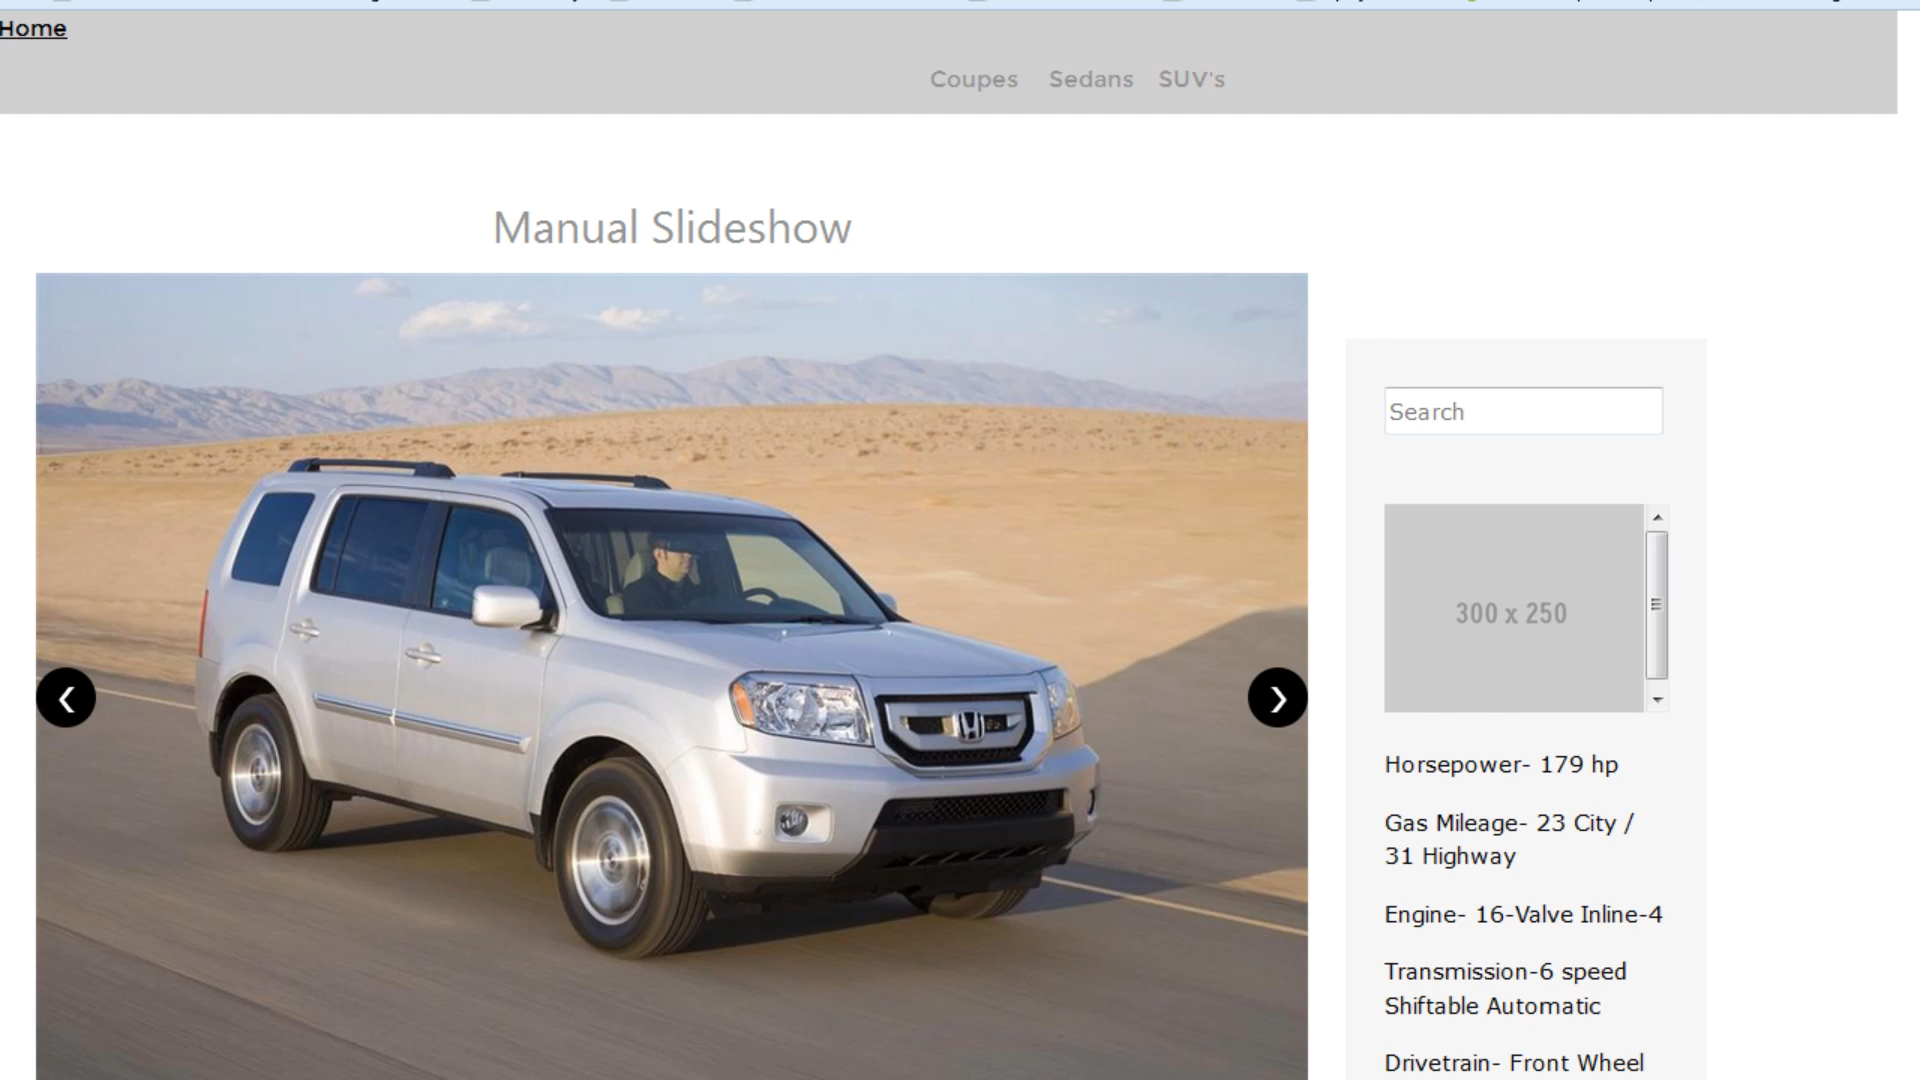 Home
Coupes Sedans SUV's
Manual Slideshow
Search
300 x 250
Horsepower- 179 hp
Gas Mileage- 23 City /
31 Highway
Engine- 16-Valve Inline-4
Transmission-6 speed
Shiftable Automatic
Drivetrain- Front Wheel